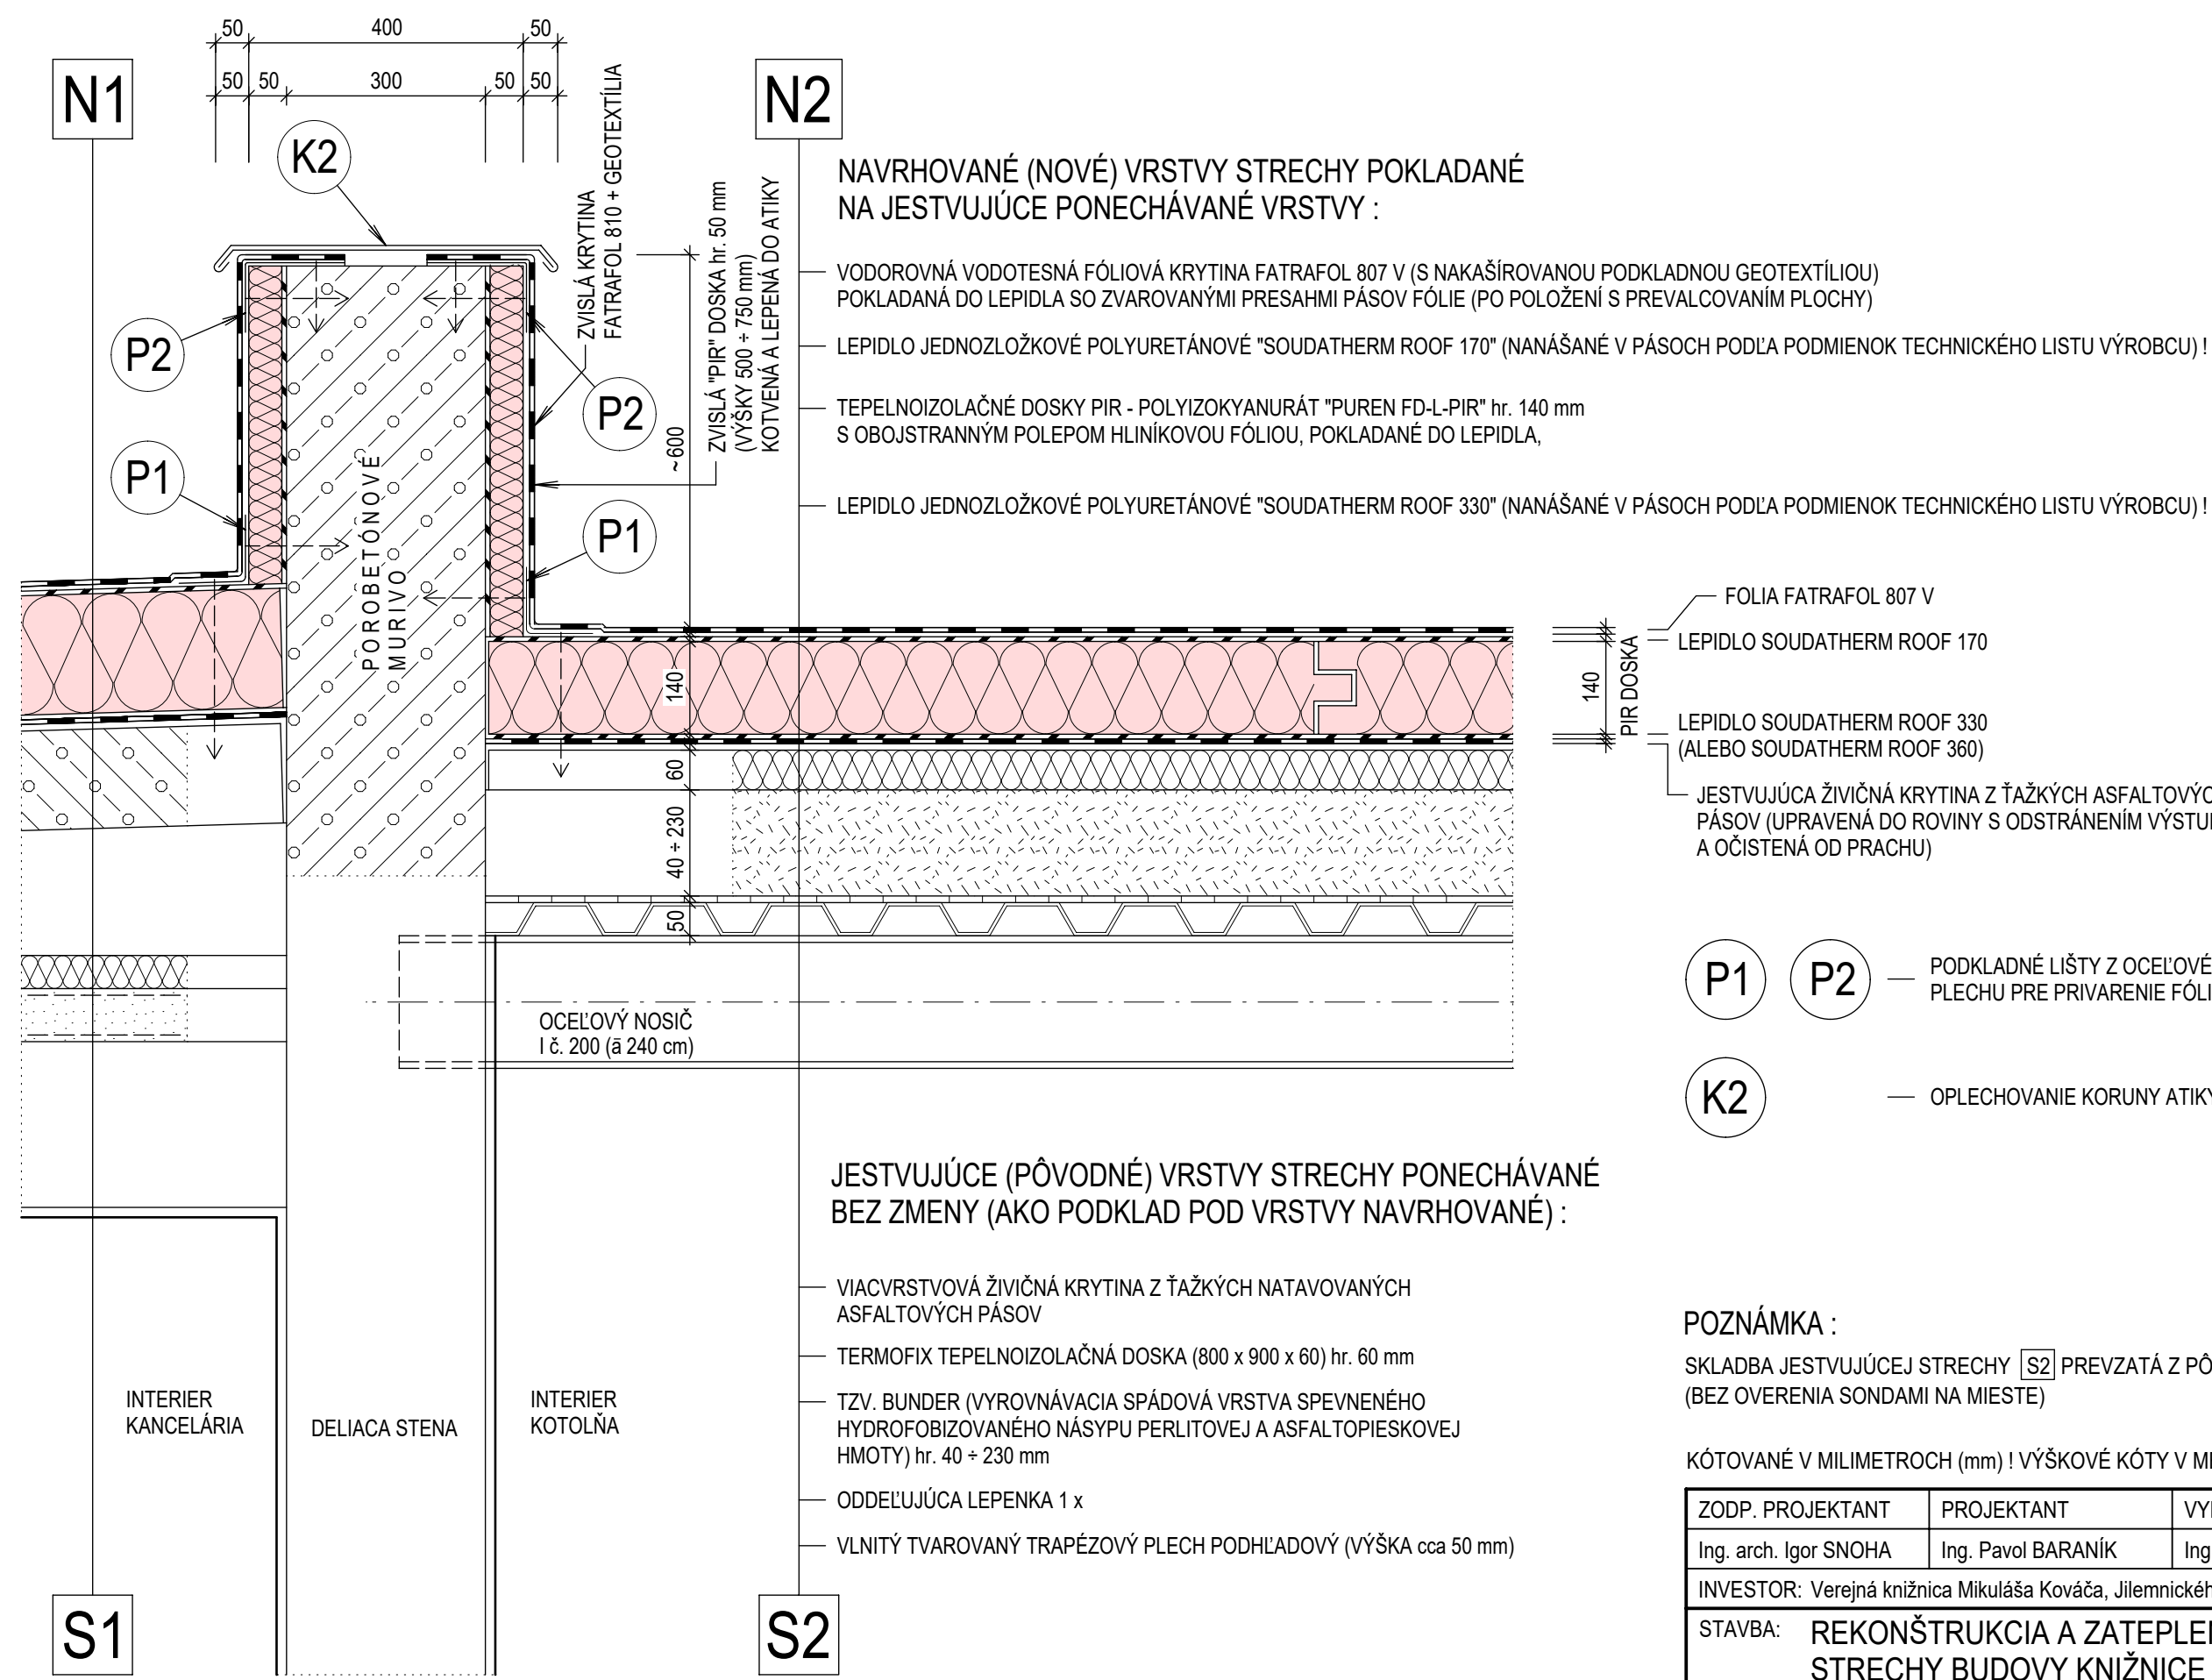 50 400 50
50 50 300 50 50
N1
N2
K2
P2
P1
P2
P1
ZVISLÁ KRYTINA
FATRAFOL 810 + GEOTEXTÍLIA
ZVISLÁ "PIR" DOSKA hr. 50 mm
(VÝŠKY 500 ÷ 750 mm)
KOTVENÁ A LEPENÁ DO ATIKY
~600
140
60
40 ÷ 230
50
POROBETÓNOVÉ
MURIVO
NAVRHOVANÉ (NOVÉ) VRSTVY STRECHY POKLADANÉ
NA JESTVUJÚCE PONECHÁVANÉ VRSTVY :
VODOROVNÁ VODOTESNÁ FÓLIOVÁ KRYTINA FATRAFOL 807 V (S NAKAŠÍROVANOU PODKLADNOU GEOTEXTÍLIOU)
POKLADANÁ DO LEPIDLA SO ZVAROVANÝMI PRESAHMI PÁSOV FÓLIE (PO POLOŽENÍ S PREVALCOVANÍM PLOCHY)
LEPIDLO JEDNOZLOŽKOVÉ POLYURETÁNOVÉ "SOUDATHERM ROOF 170" (NANÁŠANÉ V PÁSOCH PODĽA PODMIENOK TECHNICKÉHO LISTU VÝROBCU) !
TEPELNOIZOLAČNÉ DOSKY PIR - POLYIZOKYANURÁT "PUREN FD-L-PIR" hr. 140 mm
S OBOJSTRANNÝM POLEPOM HLINÍKOVOU FÓLIOU, POKLADANÉ DO LEPIDLA,
LEPIDLO JEDNOZLOŽKOVÉ POLYURETÁNOVÉ "SOUDATHERM ROOF 330" (NANÁŠANÉ V PÁSOCH PODĽA PODMIENOK TECHNICKÉHO LISTU VÝROBCU) !
FOLIA FATRAFOL 807 V
LEPIDLO SOUDATHERM ROOF 170
140
PIR DOSKA
LEPIDLO SOUDATHERM ROOF 330
(ALEBO SOUDATHERM ROOF 360)
JESTVUJÚCA ŽIVIČNÁ KRYTINA Z ŤAŽKÝCH ASFALTOVÝC
PÁSOV (UPRAVENÁ DO ROVINY S ODSTRÁNENÍM VÝSTU
A OČISTENÁ OD PRACHU)
P1 P2 PODKLADNÉ LIŠTY Z OCEĽOVÉ
PLECHU PRE PRIVARENIE FÓLI
K2 OPLECHOVANIE KORUNY ATIKY
OCEĽOVÝ NOSIČ
I č. 200 (ā 240 cm)
JESTVUJÚCE (PÔVODNÉ) VRSTVY STRECHY PONECHÁVANÉ
BEZ ZMENY (AKO PODKLAD POD VRSTVY NAVRHOVANÉ) :
VIACVRSTVOVÁ ŽIVIČNÁ KRYTINA Z ŤAŽKÝCH NATAVOVANÝCH
ASFALTOVÝCH PÁSOV
TERMOFIX TEPELNOIZOLAČNÁ DOSKA (800 x 900 x 60) hr. 60 mm
TZV. BUNDER (VYROVNÁVACIA SPÁDOVÁ VRSTVA SPEVNENÉHO
HYDROFOBIZOVANÉHO NÁSYPU PERLITOVEJ A ASFALTOPIESKOVEJ
HMOTY) hr. 40 ÷ 230 mm
ODDEĽUJÚCA LEPENKA 1 x
VLNITÝ TVAROVANÝ TRAPÉZOVÝ PLECH PODHĽADOVÝ (VÝŠKA cca 50 mm)
INTERIER
KANCELÁRIA
DELIACA STENA
INTERIER
KOTOLŇA
S1
S2
POZNÁMKA :
SKLADBA JESTVUJÚCEJ STRECHY S2 PREVZATÁ Z PÔ
(BEZ OVERENIA SONDAMI NA MIESTE)
KÓTOVANÉ V MILIMETROCH (mm) ! VÝŠKOVÉ KÓTY V M
ZODP. PROJEKTANT PROJEKTANT VY
Ing. arch. Igor SNOHA Ing. Pavol BARANÍK Ing
INVESTOR: Verejná knižnica Mikuláša Kováča, Jilemnickéh
STAVBA: REKONŠTRUKCIA A ZATEPLEN
STRECHY BUDOVY KNIŽNICE